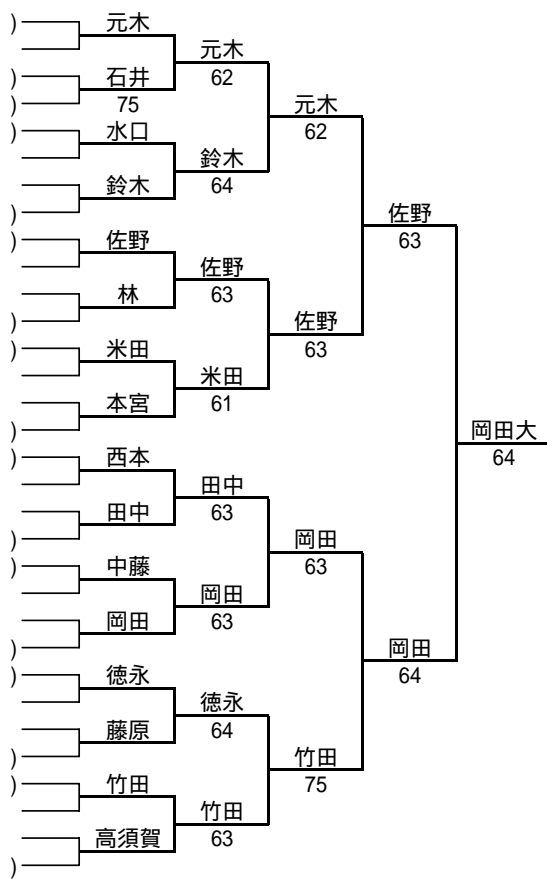 )
元木
元木
62
)
石井
)
75
元木
62
)
水口
鈴木
64
鈴木
)
佐野
63
)
佐野
佐野
63
林
)
佐野
63
)
米田
米田
61
本宮
)
岡田大
64
)
西本
田中
63
田中
)
岡田
63
)
中藤
岡田
63
岡田
)
岡田
64
)
徳永
徳永
64
藤原
)
竹田
75
)
竹田
竹田
63
高須賀
)